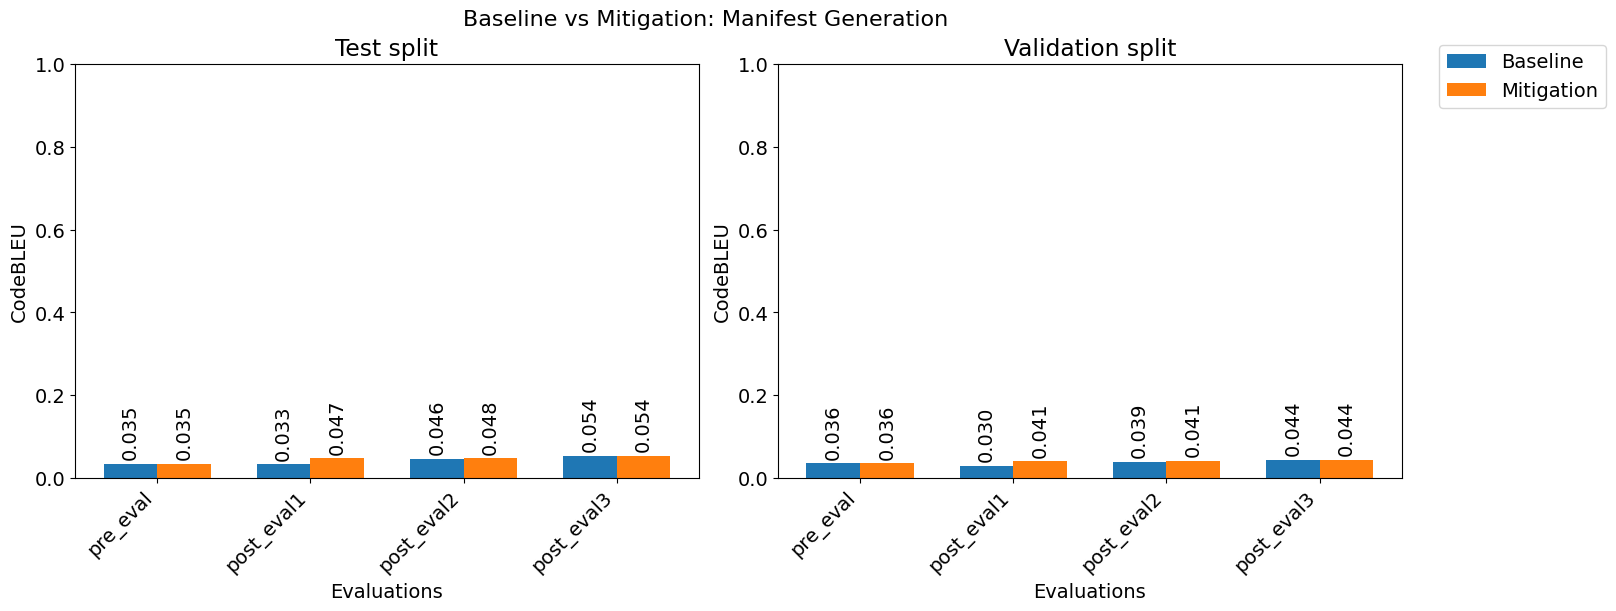 Baseline vs Mitigation: Manifest Generation
Test split
CodeBLEU
1.0
0.8
0.6
0.4
0.2
0.0
0.035
0.035
0.033
0.047
0.046
0.048
0.054
0.054
pre_eval
post_eval1
post_eval2
post_eval3
Evaluations
Validation split
CodeBLEU
1.0
0.8
0.6
0.4
0.2
0.0
0.036
0.036
0.030
0.041
0.039
0.041
0.044
0.044
pre_eval
post_eval1
post_eval2
post_eval3
Evaluations
Baseline
Mitigation